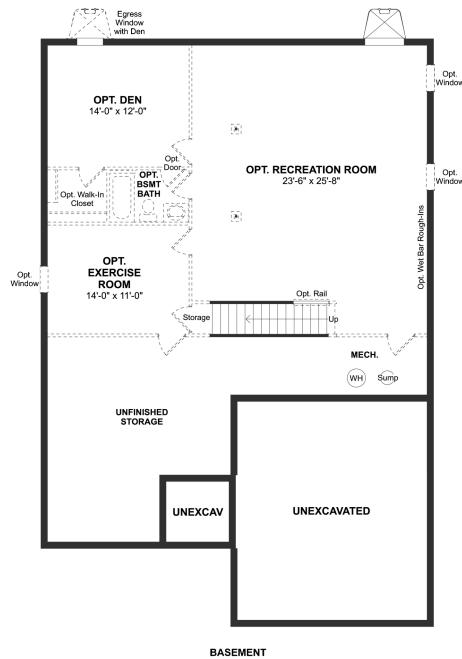 Egress
Window
with Den
OPT. DEN
14'-0" x 12'-0"
Opt.
Window
Opt.
Door
OPT.
BSMT
BATH
OPT. RECREATION ROOM
23'-6" x 25'-8"
Opt.
Window
Opt. Walk-In
Closet
Opt. Wet Bar Rough-Ins
OPT.
EXERCISE
ROOM
14'-0" x 11'-0"
Opt.
Window
Opt. Rail
Storage
Up
MECH.
WH
Sump
UNFINISHED
STORAGE
UNEXCAV
UNEXCAVATED
BASEMENT